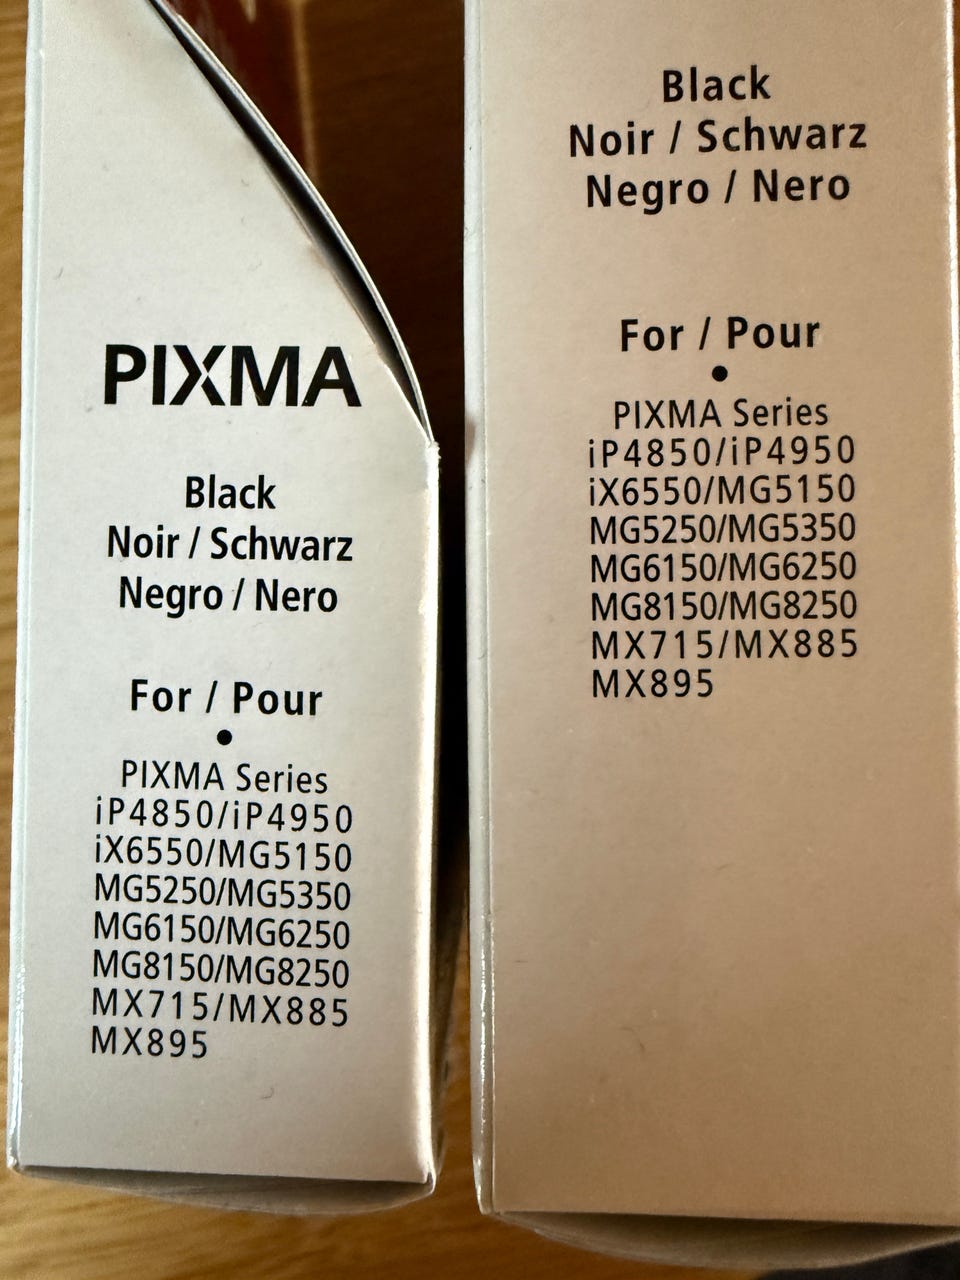 PIXMA
Black
Noir / Schwarz
Negro / Nero
For / Pour
•
PIXMA Series
iP4850/iP4950
iX6550/MG5150
MG5250/MG5350
MG6150/MG6250
MG8150/MG8250
MX715/MX885
MX895
Black
Noir / Schwarz
Negro / Nero
For / Pour
•
PIXMA Series
iP4850/iP4950
iX6550/MG5150
MG5250/MG5350
MG6150/MG6250
MG8150/MG8250
MX715/MX885
MX895